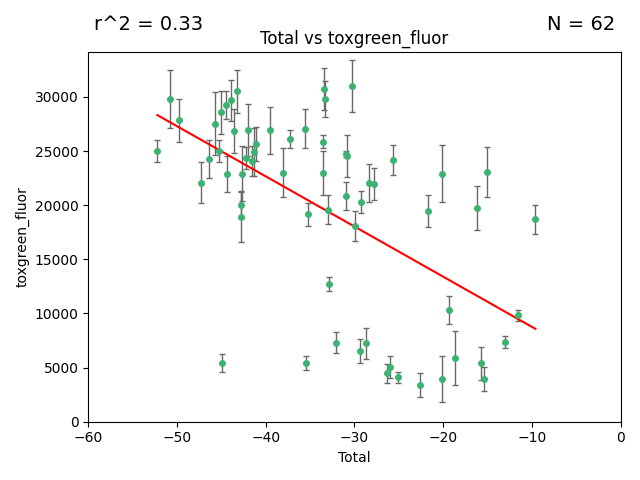 r^2 = 0.33
N = 62
Total vs toxgreen_fluor
30000
25000
20000
15000
10000
5000
0
toxgreen_fluor
−60
−50
−40
−30
−20
−10
0
Total